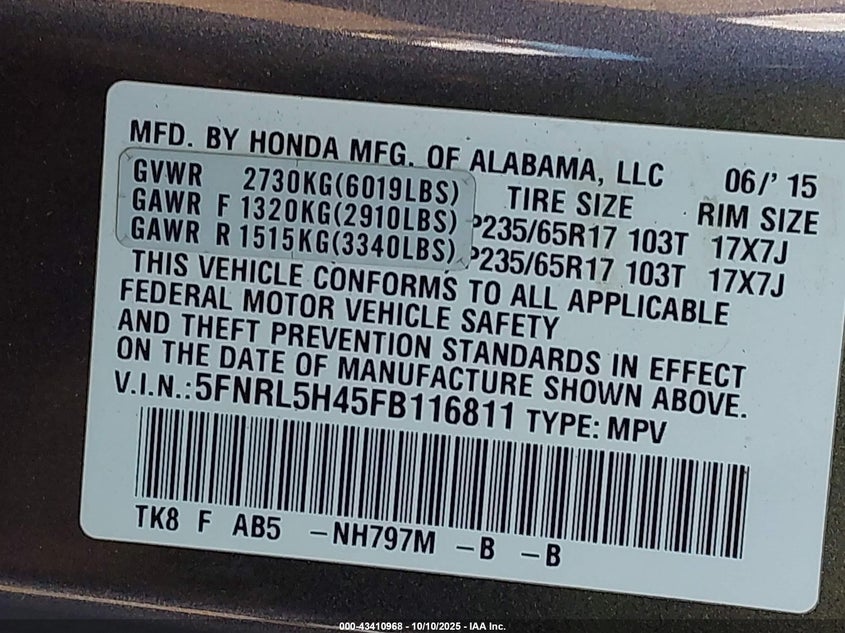 MFD. BY HONDA MFG. OF ALABAMA, LLC 06/' 15
GVWR 2730KG(6019LBS) TIRE SIZE RIM SIZE
GAWR F 1320KG(2910LBS) P235/65R17 103T 17X7J
GAWR R 1515KG(3340LBS) P235/65R17 103T 17X7J
THIS VEHICLE CONFORMS TO ALL APPLICABLE
FEDERAL MOTOR VEHICLE SAFETY
AND THEFT PREVENTION STANDARDS IN EFFECT
ON THE DATE OF MANUFACTURE SHOWN ABOVE.
V.I.N.: 5FNRL5H45FB116811 TYPE: MPV
TK8 F AB5 -NH797M -B -B
000-43410968 - 10/10/2025 - IAA Inc.